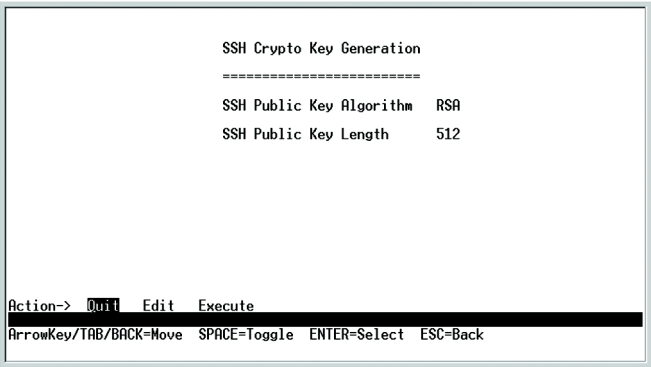 SSH Crypto Key Generation
=========================
SSH Public Key Algorithm RSA
SSH Public Key Length 512
Action-> Quit Edit Execute
ArrowKey/TAB/BACK=Move SPACE=Toggle ENTER=Select ESC=Back